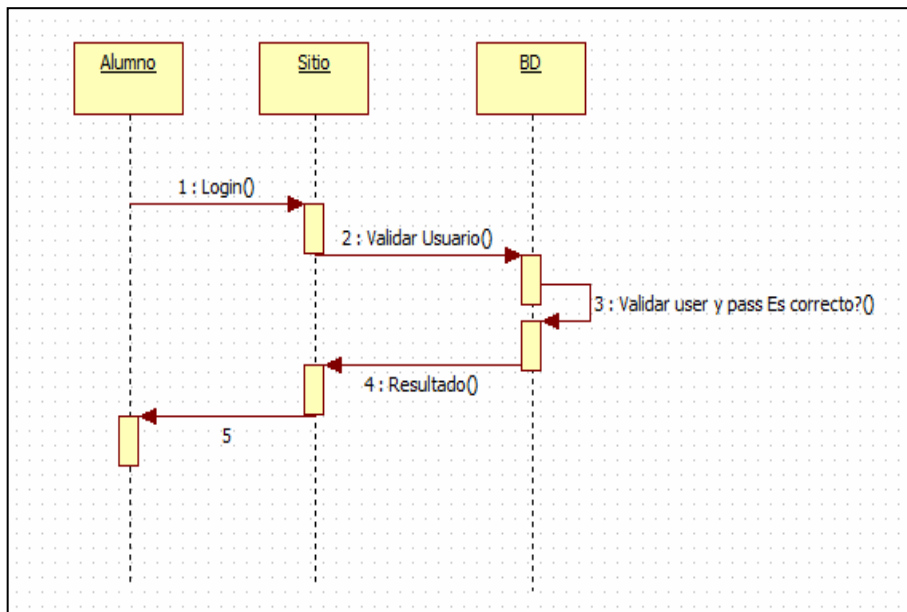 Alumno
Sitio
BD
1 : Login()
2 : Validar Usuario()
3 : Validar user y pass Es correcto?()
4 : Resultado()
5